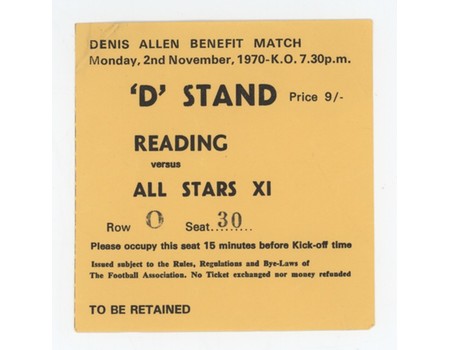 DENIS ALLEN BENEFIT MATCH
Monday, 2nd November, 1970-K.O. 7.30p.m.
'D' STAND Price 9/-
READING
versus
ALL STARS XI
Row O Seat 30
Please occupy this seat 15 minutes before Kick-off time
Issued subject to the Rules, Regulations and Bye-Laws of
The Football Association. No Ticket exchanged nor money refunded
TO BE RETAINED